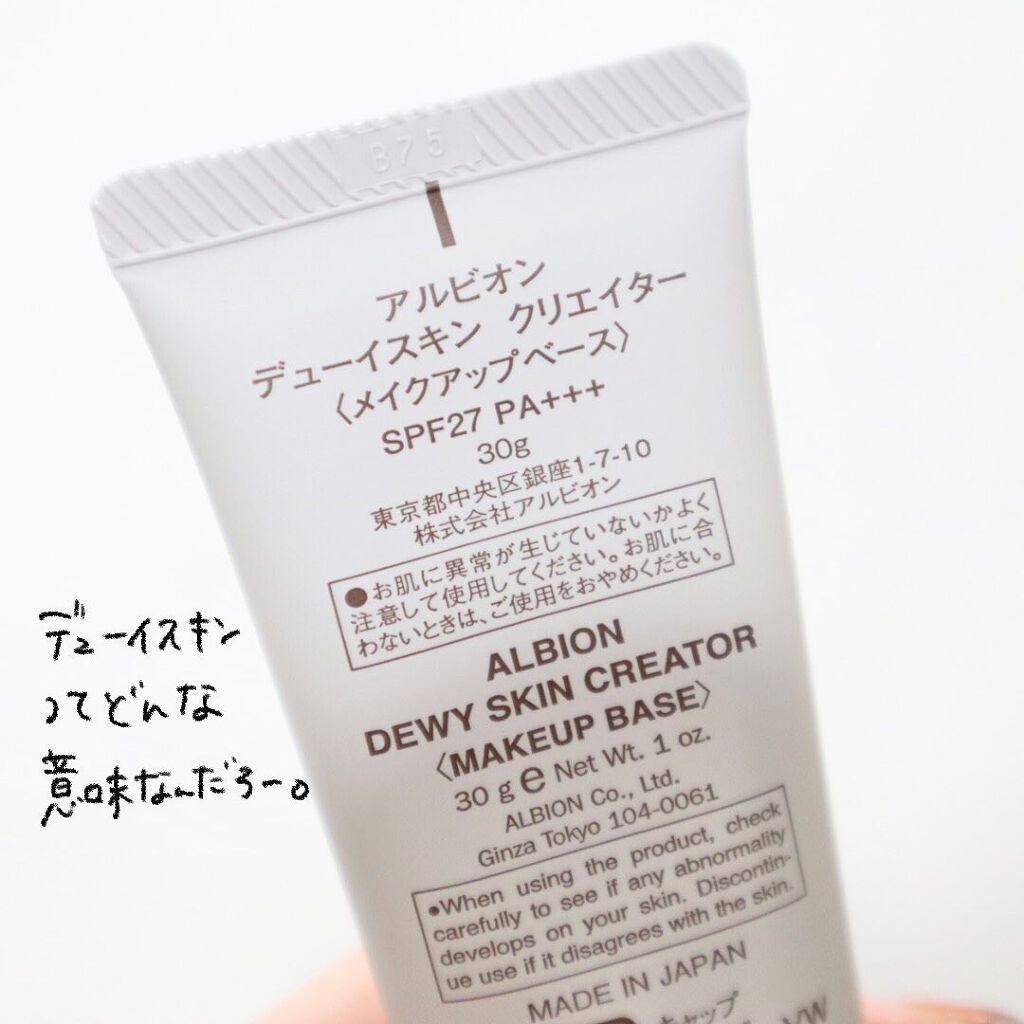 B75
アルビオン
デューイスキン クリエイター
〈メイクアップベース〉
SPF27 PA+++
30g
東京都中央区銀座1-7-10
株式会社アルビオン
●お肌に異常が生じていないかよく
注意して使用してください。お肌に合
わないときは、ご使用をおやめください。
ALBION
DEWY SKIN CREATOR
〈MAKEUP BASE〉
30 g e Net Wt. 1 oz.
ALBION Co., Ltd.
Ginza Tokyo 104-0061
●When using the product, check
carefully to see if any abnormality
develops on your skin. Discontin-
ue use if it disagrees with the skin.
MADE IN JAPAN
キャップ
VW
デューイスキン
ってどんな
意味なんだろー。